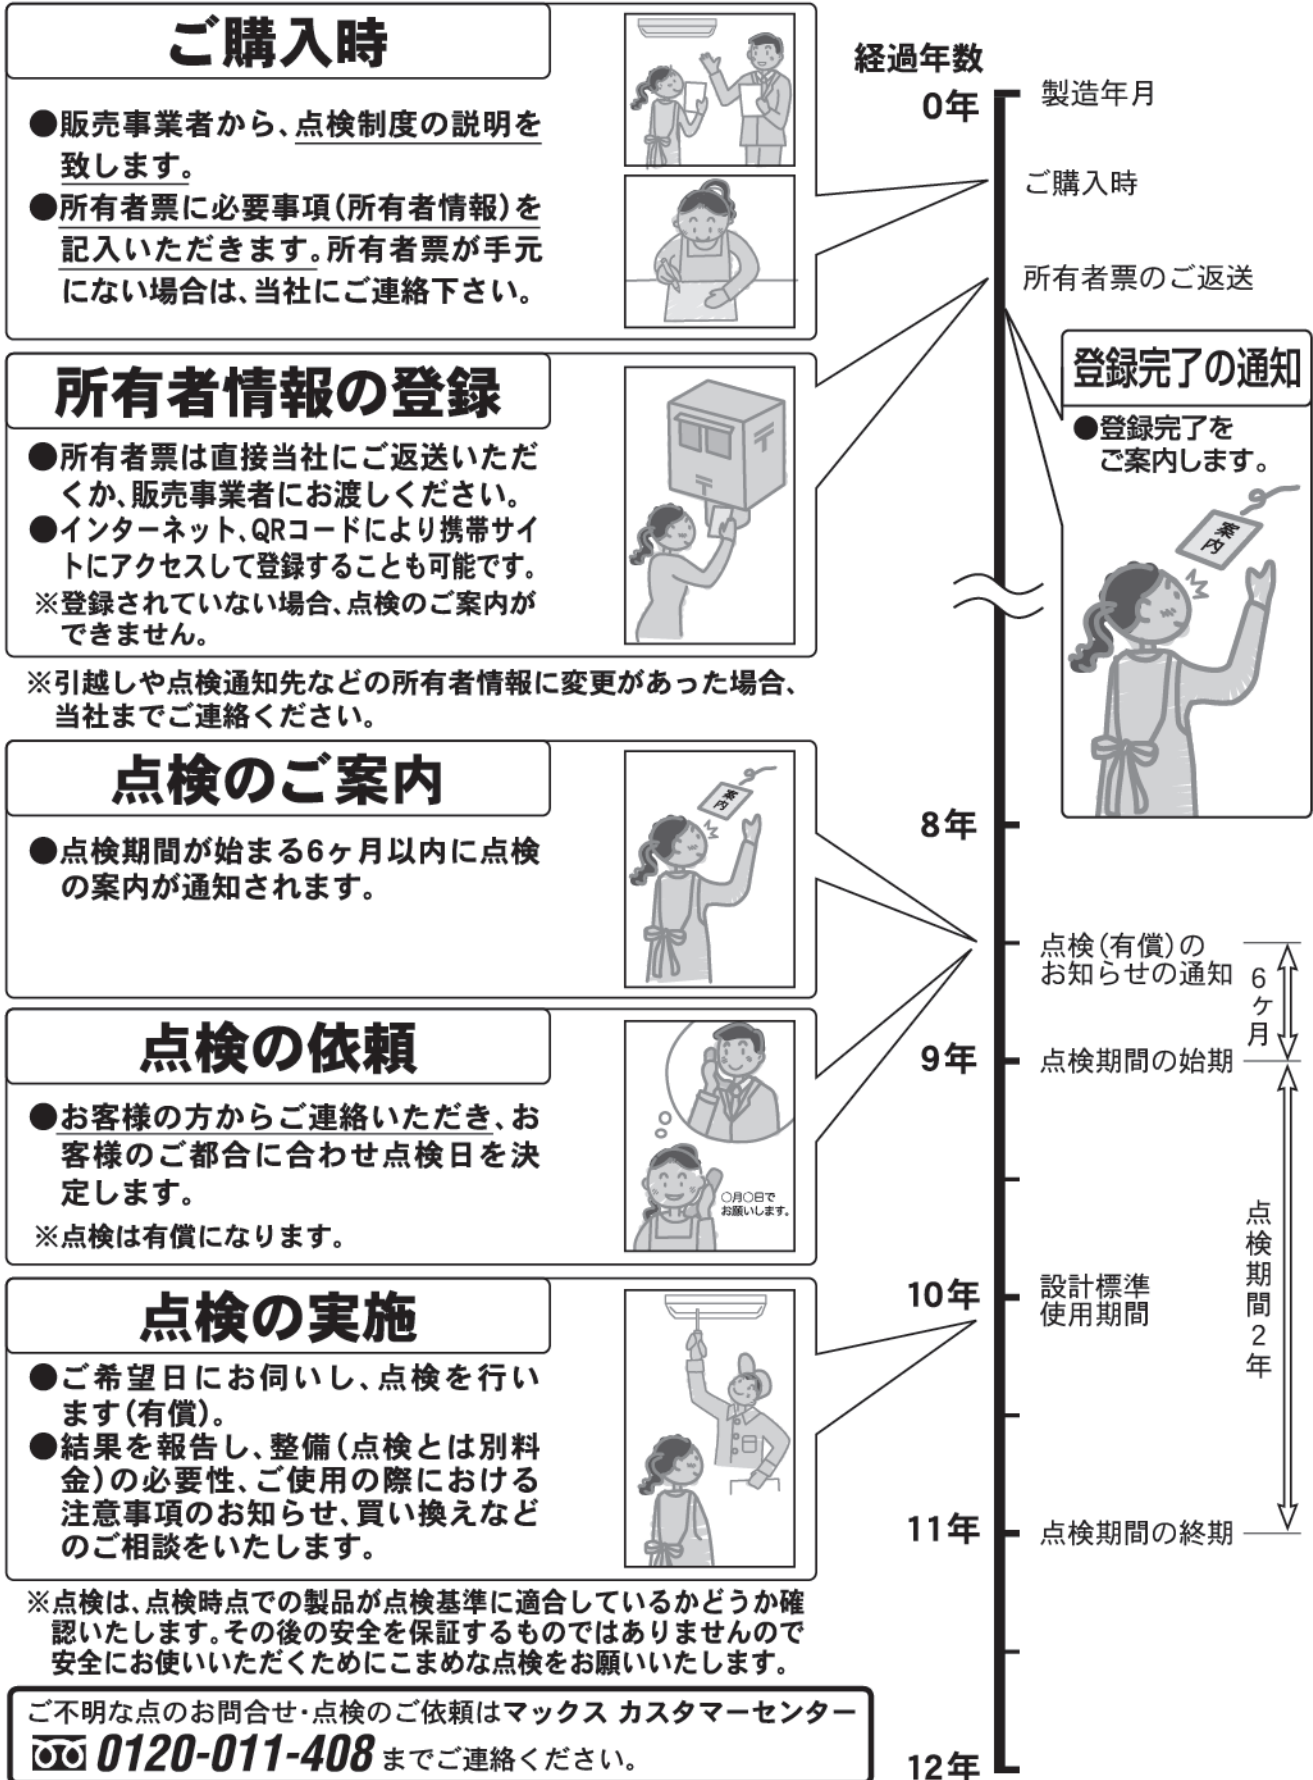 ご購入時
●販売事業者から、点検制度の説明を
致します。
●所有者票に必要事項(所有者情報)を
記入いただきます。所有者票が手元
にない場合は、当社にご連絡下さい。
所有者情報の登録
●所有者票は直接当社にご返送いただ
くか、販売事業者にお渡しください。
●インターネット、QRコードにより携帯サイ
トにアクセスして登録することも可能です。
※登録されていない場合、点検のご案内が
できません。
※引越しや点検通知先などの所有者情報に変更があった場合、
当社までご連絡ください。
点検のご案内
●点検期間が始まる6ヶ月以内に点検
の案内が通知されます。
案内
点検の依頼
●お客様の方からご連絡いただき、お
客様のご都合に合わせ点検日を決
定します。
※点検は有償になります。
○月○日で
お願いします。
点検の実施
●ご希望日にお伺いし、点検を行い
ます(有償)。
●結果を報告し、整備(点検とは別料
金)の必要性、ご使用の際における
注意事項のお知らせ、買い換えなど
のご相談をいたします。
※点検は、点検時点での製品が点検基準に適合しているかどうか確
認いたします。その後の安全を保証するものではありませんので
安全にお使いいただくためにこまめな点検をお願いいたします。
ご不明な点のお問合せ・点検のご依頼はマックス カスタマーセンター
0120-011-408 までご連絡ください。
経過年数
0年
製造年月
ご購入時
所有者票のご返送
登録完了の通知
●登録完了を
ご案内します。
案内
8年
点検(有償)の
お知らせの通知
6ヶ月
9年
点検期間の始期
点検期間2年
10年
設計標準
使用期間
11年
点検期間の終期
12年